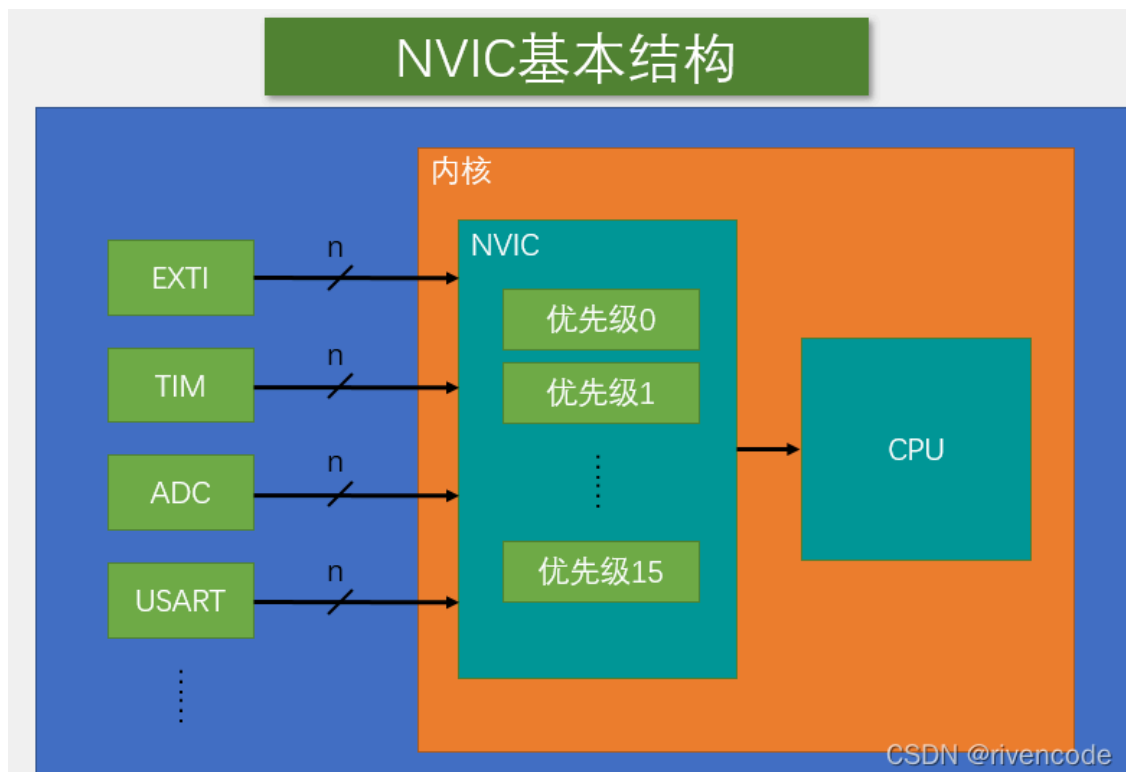 NVIC基本结构
内核
NVIC
EXTI
n
优先级0
TIM
n
优先级1
CPU
ADC
n
优先级15
USART
n
CSDN @rivencode